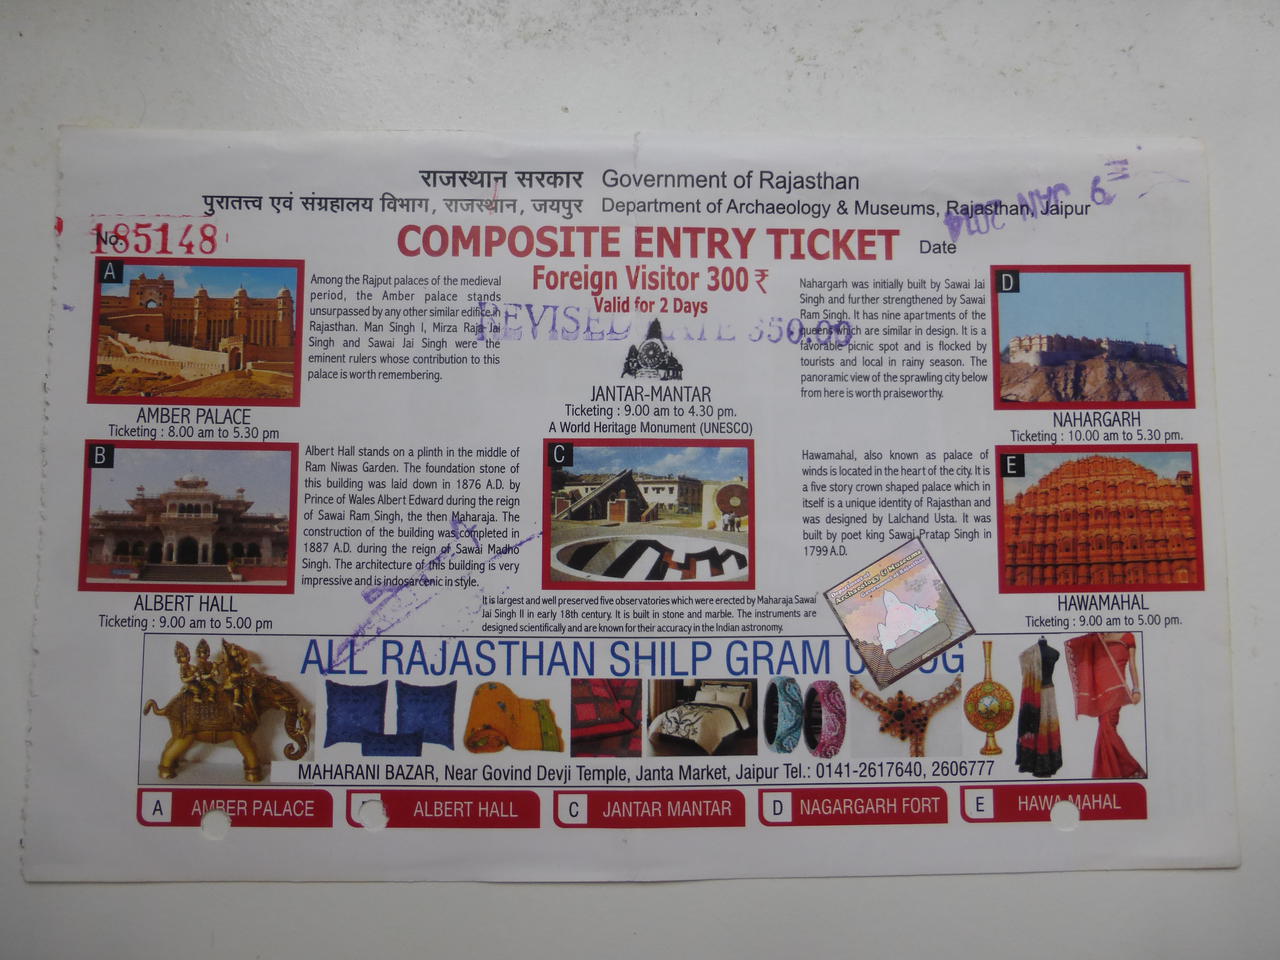 राजस्थान सरकार Government of Rajasthan
पुरातत्त्व एवं संग्रहालय विभाग, राजस्थान, जयपुर Department of Archaeology & Museums, Rajasthan, Jaipur
No. 185148
COMPOSITE ENTRY TICKET
Date 9 JAN 2014
Foreign Visitor 300 ₹
Valid for 2 Days
REVISED RATE 350.00
A
AMBER PALACE
Ticketing : 8.00 am to 5.30 pm
Among the Rajput palaces of the medieval
period, the Amber palace stands
unsurpassed by any other similar edifice in
Rajasthan. Man Singh I, Mirza Raja Jai
Singh and Sawai Jai Singh were the
eminent rulers whose contribution to this
palace is worth remembering.
B
ALBERT HALL
Ticketing : 9.00 am to 5.00 pm
Albert Hall stands on a plinth in the middle of
Ram Niwas Garden. The foundation stone of
this building was laid down in 1876 A.D. by
Prince of Wales Albert Edward during the reign
of Sawai Ram Singh, the then Maharaja. The
construction of the building was completed in
1887 A.D. during the reign of Sawai Madho
Singh. The architecture of this building is very
impressive and is indosarcenic in style.
JANTAR-MANTAR
Ticketing : 9.00 am to 4.30 pm.
A World Heritage Monument (UNESCO)
C
It is largest and well preserved five observatories which were erected by Maharaja Sawai
Jai Singh II in early 18th century. It is built in stone and marble. The instruments are
designed scientifically and are known for their accuracy in the Indian astronomy.
Nahargarh was initially built by Sawai Jai
Singh and further strengthened by Sawai
Ram Singh. It has nine apartments of the
queens which are similar in design. It is a
favorable picnic spot and is flocked by
tourists and local in rainy season. The
panoramic view of the sprawling city below
from here is worth praiseworthy.
D
NAHARGARH
Ticketing : 10.00 am to 5.30 pm.
Hawamahal, also known as palace of
winds is located in the heart of the city. It is
a five story crown shaped palace which in
itself is a unique identity of Rajasthan and
was designed by Lalchand Usta. It was
built by poet king Sawai Pratap Singh in
1799 A.D.
E
HAWAMAHAL
Ticketing : 9.00 am to 5.00 pm.
Department of
Archaeology & Museums
Government of Rajasthan
ALL RAJASTHAN SHILP GRAM
MAHARANI BAZAR, Near Govind Devji Temple, Janta Market, Jaipur Tel.: 0141-2617640, 2606777
A AMBER PALACE
ALBERT HALL
C JANTAR MANTAR
D NAGARGARH FORT
E HAWA MAHAL